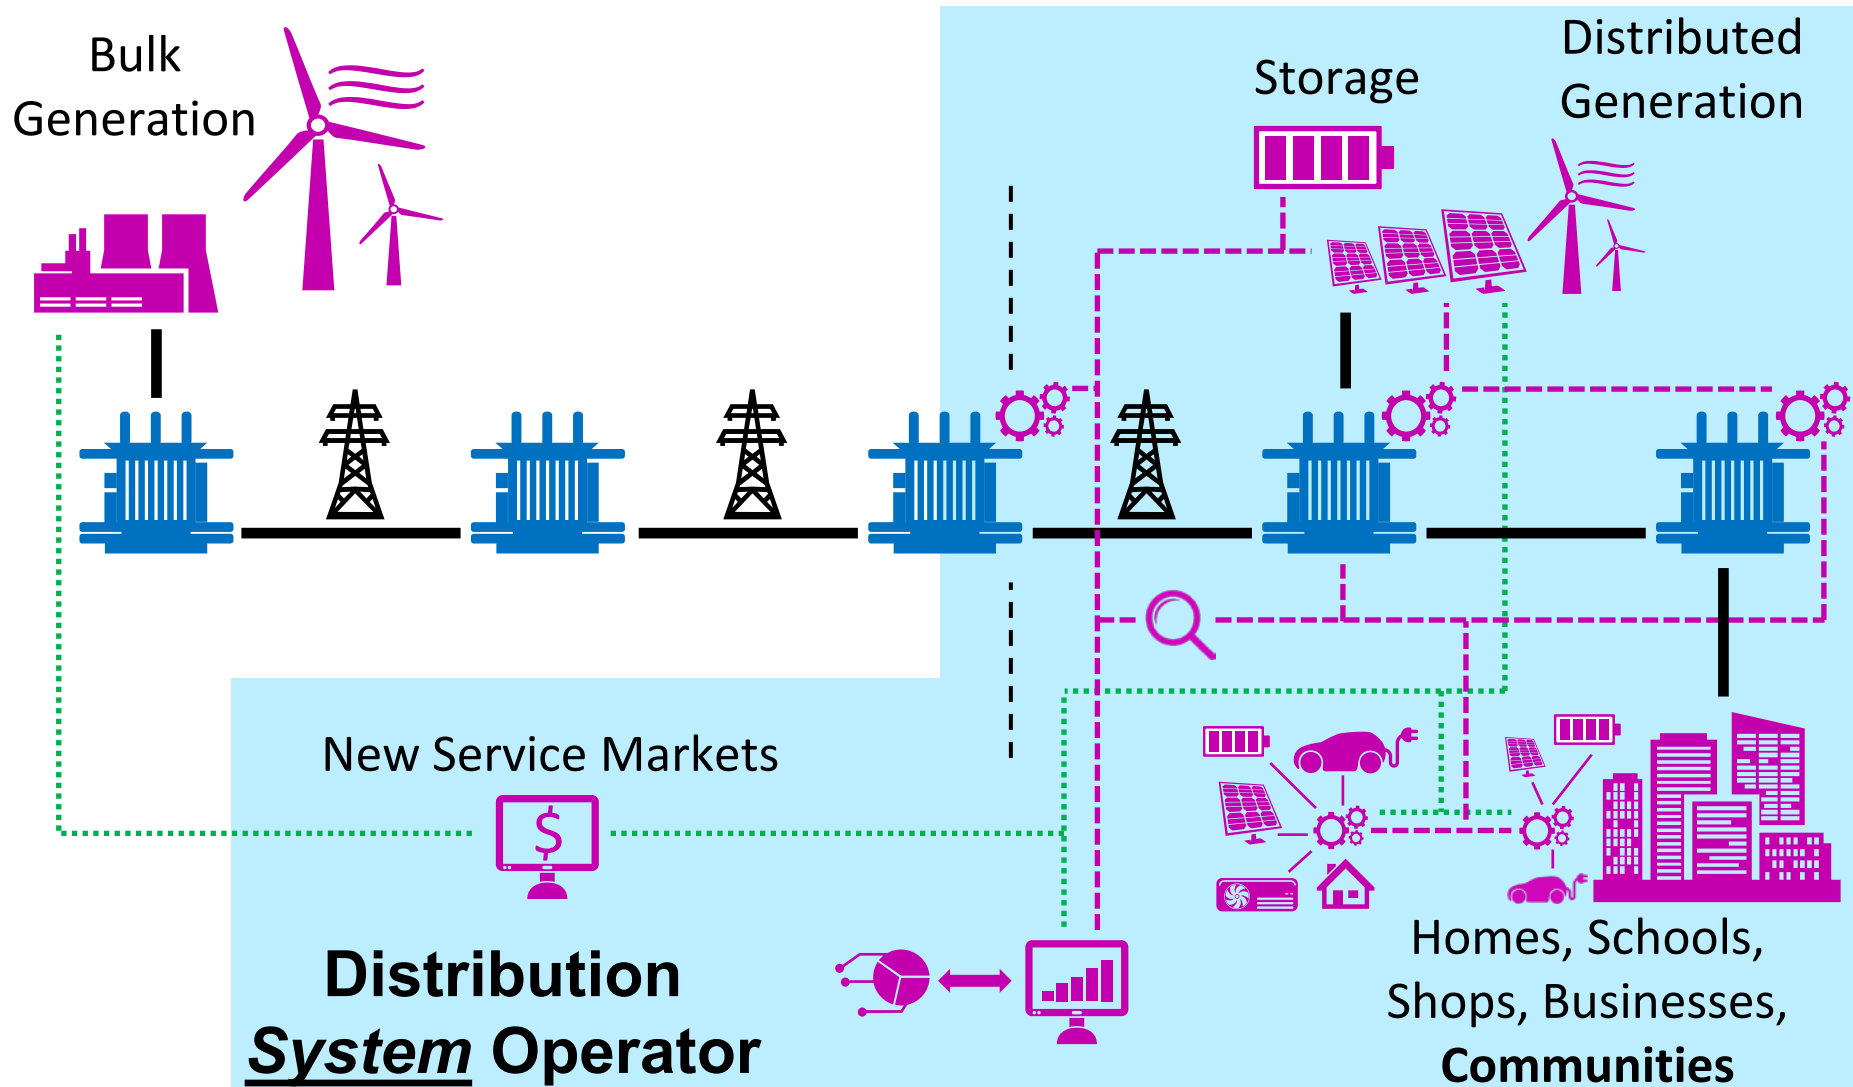 Bulk
Generation
Storage
Distributed
Generation
New Service Markets
$
Distribution
System Operator
Homes, Schools,
Shops, Businesses,
Communities